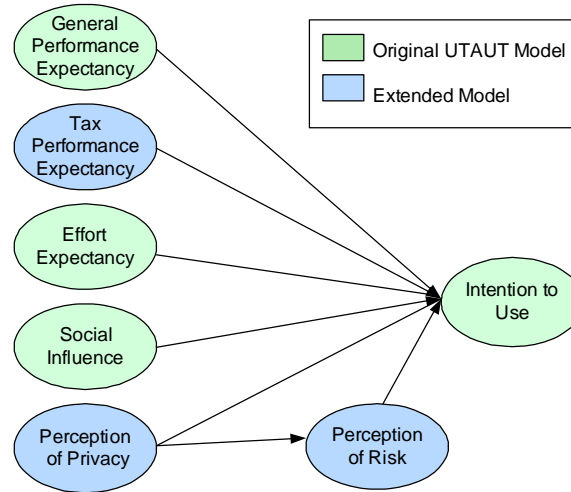 General
Performance
Expectancy
Original UTAUT Model
Extended Model
Tax
Performance
Expectancy
Effort
Expectancy
Intention to
Use
Social
Influence
Perception
of Privacy
Perception
of Risk